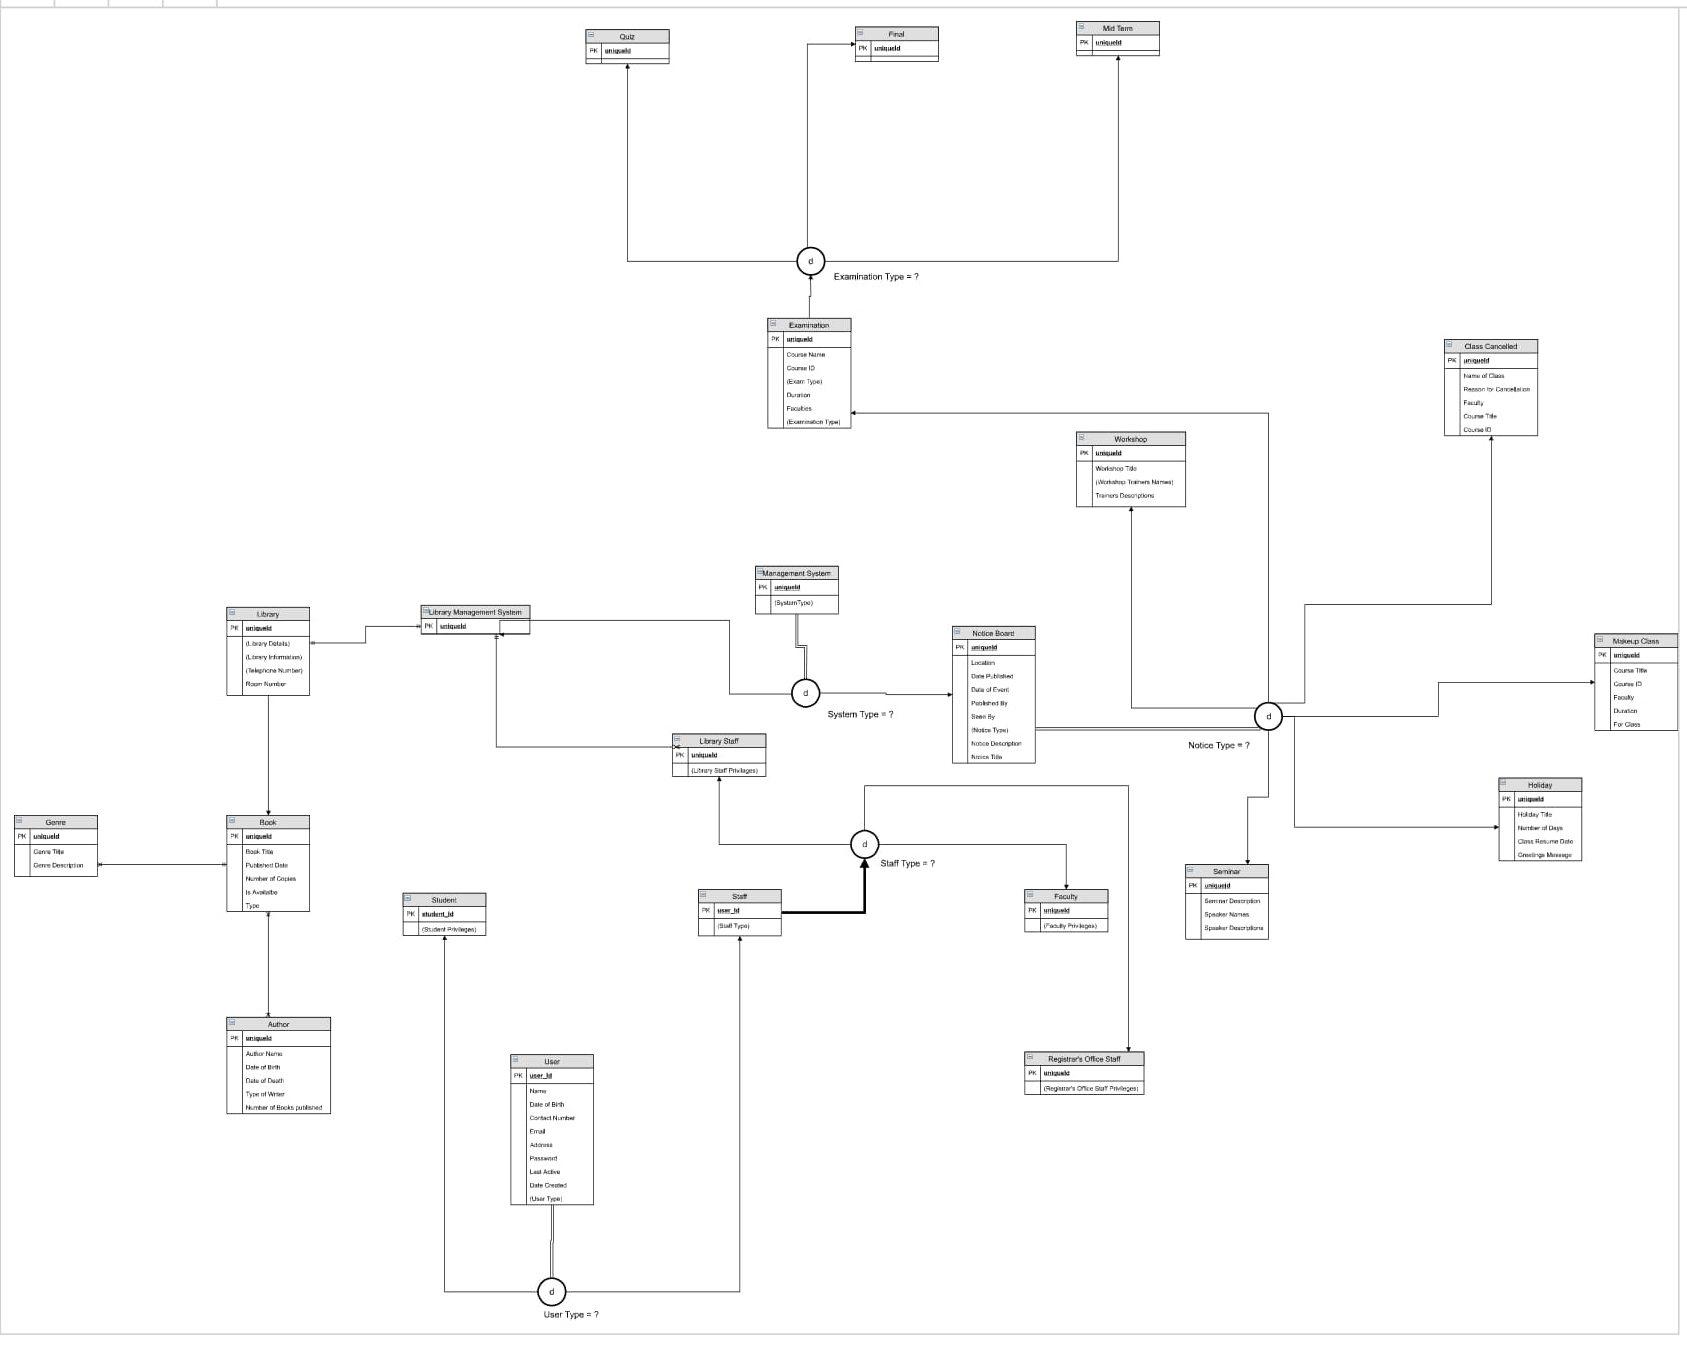 Quiz
PK uniqueId
Final
PK uniqueId
Mid Term
PK uniqueId
d
Examination Type = ?
Examination
PK uniqueId
Course Name
Course ID
(Exam Type)
Duration
Faculties
(Examination Type)
Class Cancelled
PK uniqueId
Name of Class
Reason for Cancellation
Faculty
Course Title
Course ID
Workshop
PK uniqueId
Workshop Title
(Workshop Trainers Names)
Trainers Descriptions
Management System
PK uniqueId
(SystemType)
Library
PK uniqueId
(Library Details)
(Library Information)
(Telephone Number)
Room Number
Library Management System
PK uniqueId
Notice Board
PK uniqueId
Location
Date Published
Date of Event
Published By
Seen By
(Notice Type)
Notice Description
Notice Title
d
System Type = ?
Makeup Class
PK uniqueId
Course Title
Course ID
Faculty
Duration
For Class
d
Notice Type = ?
Library Staff
PK uniqueId
(Library Staff Privileges)
Holiday
PK uniqueId
Holiday Title
Number of Days
Class Resume Date
Greetings Message
Genre
PK uniqueId
Genre Title
Genre Description
Book
PK uniqueId
Book Title
Published Date
Number of Copies
Is Availalbe
Type
d
Staff Type = ?
Seminar
PK uniqueId
Seminar Description
Speaker Names
Speaker Descriptions
Student
PK student_id
(Student Privileges)
Staff
PK user_id
(Staff Type)
Faculty
PK uniqueId
(Faculty Privileges)
Author
PK uniqueId
Author Name
Date of Birth
Date of Death
Type of Writer
Number of Books published
User
PK user_id
Name
Date of Birth
Contact Number
Email
Address
Password
Last Active
Date Created
(User Type)
Registrar's Office Staff
PK uniqueId
(Registrar's Office Staff Privileges)
d
User Type = ?